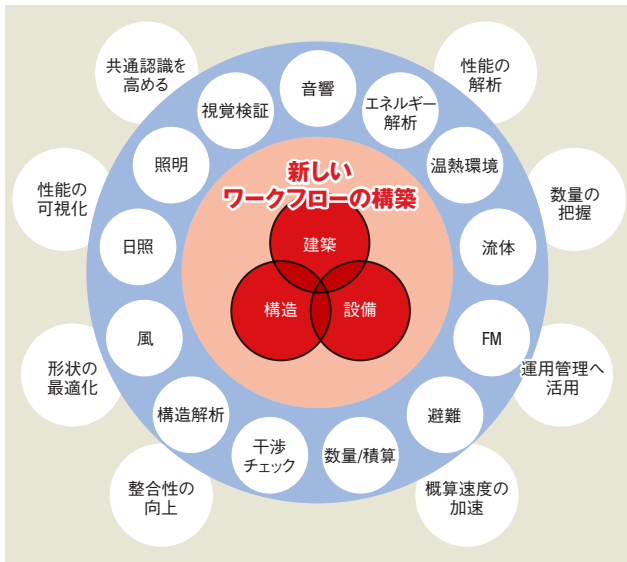 共通認識を
高める
性能の
解析
音響
視覚検証
エネルギー
解析
照明
温熱環境
新しい
ワークフローの構築
性能の
可視化
数量の
把握
日照
建築
流体
構造
設備
風
FM
形状の
最適化
運用管理へ
活用
構造解析
避難
干渉
チェック
数量/積算
整合性の
向上
概算速度の
加速